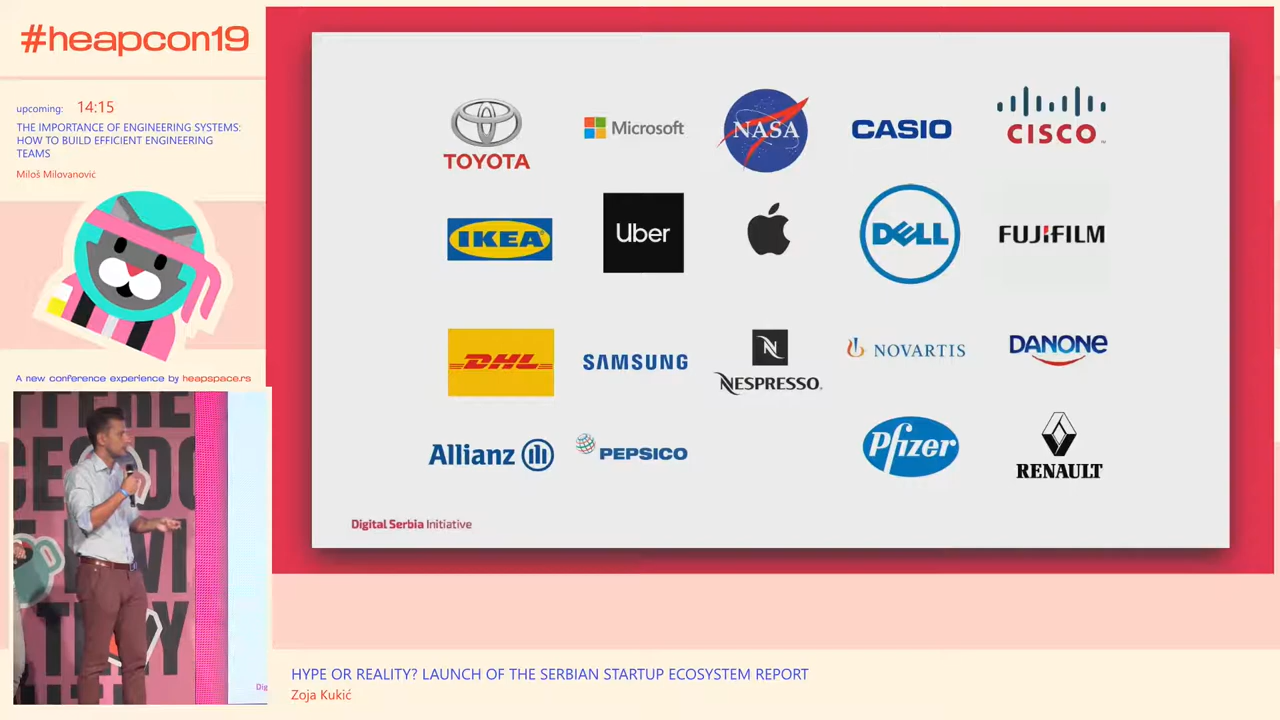 #heapcon19
upcoming: 14:15
THE IMPORTANCE OF ENGINEERING SYSTEMS:
HOW TO BUILD EFFICIENT ENGINEERING
TEAMS
Miloš Milovanović
A new conference experience by heapspace.rs
TOYOTA
Microsoft
NASA
CASIO
CISCO
IKEA
Uber
DELL
FUJIFILM
DHL
SAMSUNG
NESPRESSO.
NOVARTIS
DANONE
Allianz
PEPSICO
Pfizer
RENAULT
Digital Serbia Initiative
Dig
HYPE OR REALITY? LAUNCH OF THE SERBIAN STARTUP ECOSYSTEM REPORT
Zoja Kukić